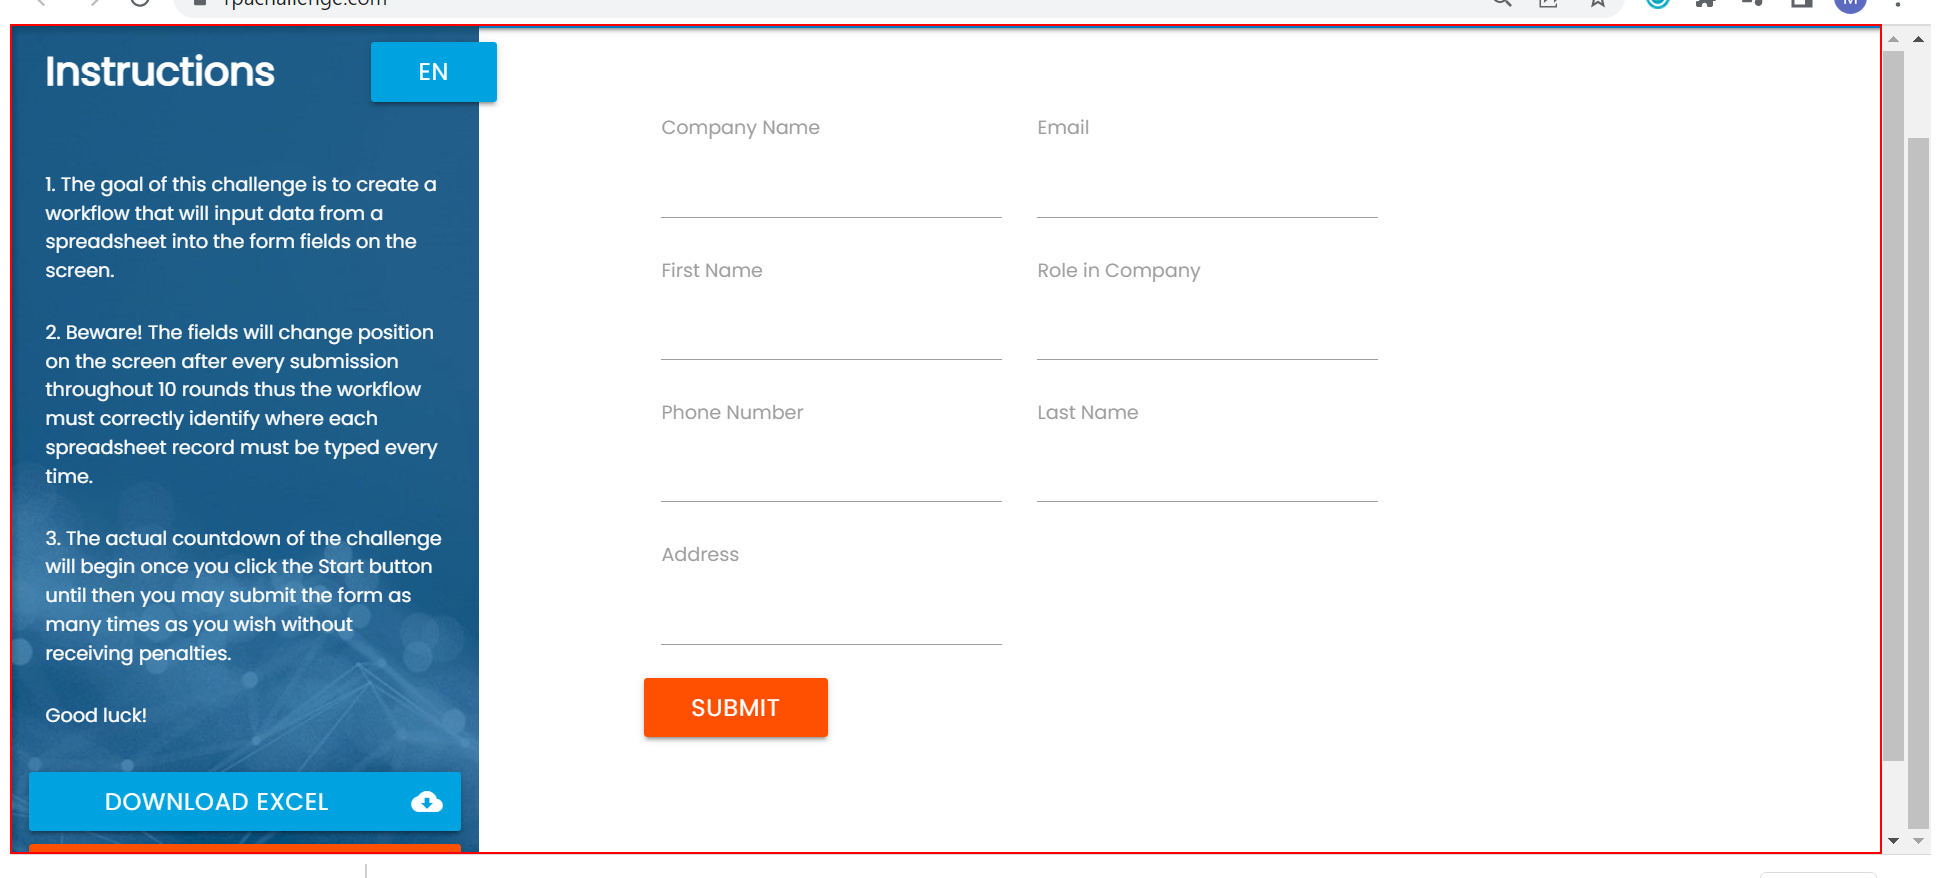 rpachallenge.com
M
Instructions
EN
1. The goal of this challenge is to create a
workflow that will input data from a
spreadsheet into the form fields on the
screen.
2. Beware! The fields will change position
on the screen after every submission
throughout 10 rounds thus the workflow
must correctly identify where each
spreadsheet record must be typed every
time.
3. The actual countdown of the challenge
will begin once you click the Start button
until then you may submit the form as
many times as you wish without
receiving penalties.
Good luck!
DOWNLOAD EXCEL
Company Name
Email
First Name
Role in Company
Phone Number
Last Name
Address
SUBMIT